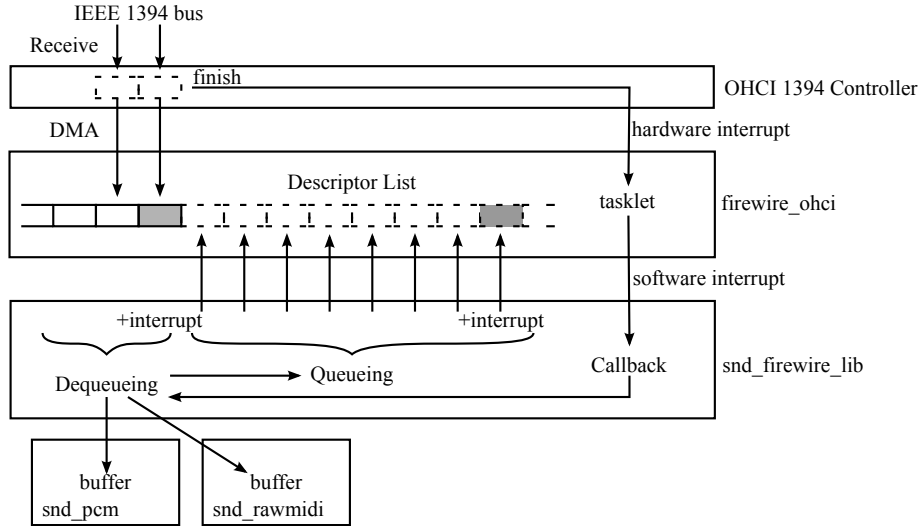 IEEE 1394 bus
Receive
finish
OHCI 1394 Controller
DMA
hardware interrupt
Descriptor List
tasklet
firewire_ohci
software interrupt
+interrupt
+interrupt
Dequeueing
Queueing
Callback
snd_firewire_lib
buffer
snd_pcm
buffer
snd_rawmidi